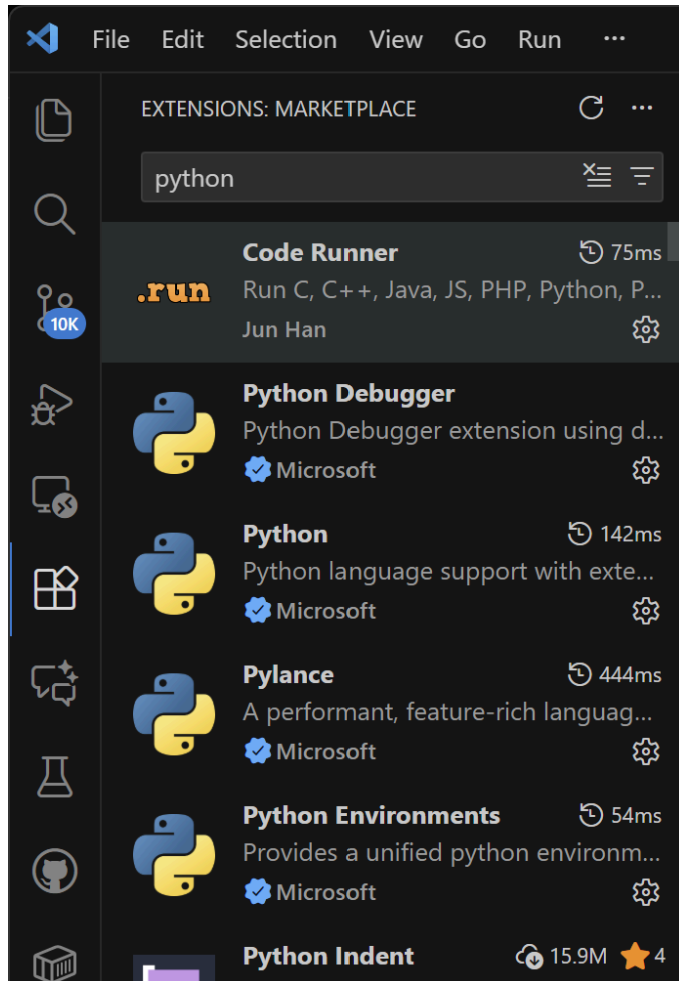 File Edit Selection View Go Run ···
EXTENSIONS: MARKETPLACE ···
python
Code Runner 75ms
.run
Run C, C++, Java, JS, PHP, Python, P...
Jun Han
10K
Python Debugger
Python Debugger extension using d...
Microsoft
Python 142ms
Python language support with exte...
Microsoft
Pylance 444ms
A performant, feature-rich languag...
Microsoft
Python Environments 54ms
Provides a unified python environm...
Microsoft
Python Indent 15.9M 4